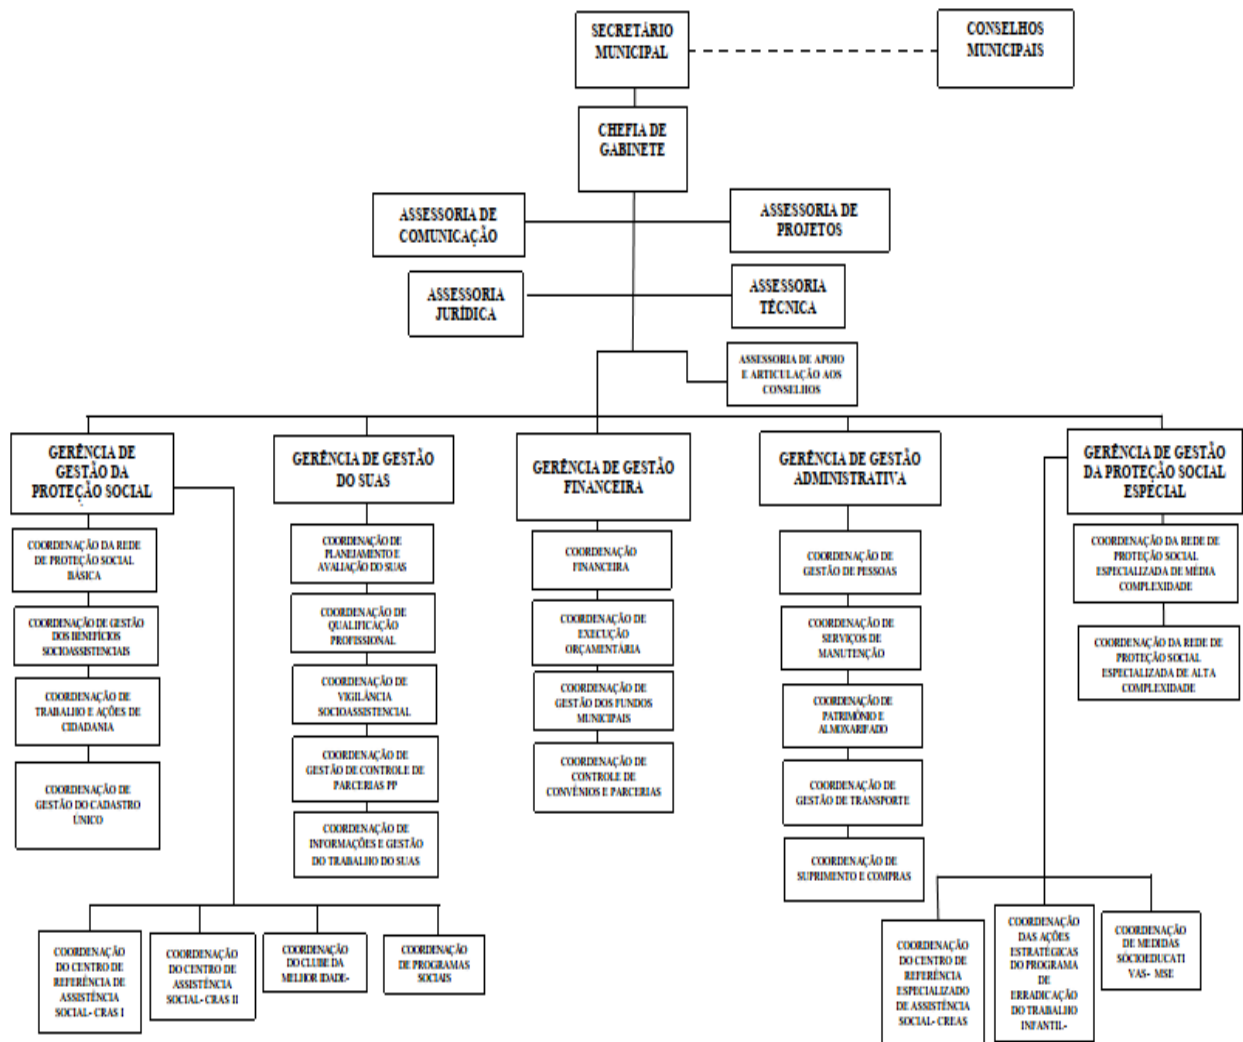 SECRETÁRIO
MUNICIPAL
CONSELHOS
MUNICIPAIS
CHEFIA DE
GABINETE
ASSESSORIA DE
COMUNICAÇÃO
ASSESSORIA DE
PROJETOS
ASSESSORIA
JURÍDICA
ASSESSORIA
TÉCNICA
ASSESSORIA DE APOIO
E ARTICULAÇÃO AOS
CONSELHOS
GERÊNCIA DE
GESTÃO DA
PROTEÇÃO SOCIAL
GERÊNCIA DE GESTÃO
DO SUAS
GERÊNCIA DE GESTÃO
FINANCEIRA
GERÊNCIA DE GESTÃO
ADMINISTRATIVA
GERÊNCIA DE GESTÃO
DA PROTEÇÃO SOCIAL
ESPECIAL
COORDENAÇÃO DA REDE
DE PROTEÇÃO SOCIAL
BÁSICA
COORDENAÇÃO DE GESTÃO
DOS BENEFÍCIOS
SOCIOASSISTENCIAIS
COORDENAÇÃO DE
TRABALHO E AÇÕES DE
CIDADANIA
COORDENAÇÃO DE
GESTÃO DO CADASTRO
ÚNICO
COORDENAÇÃO DE
PLANEJAMENTO E
AVALIAÇÃO DO SUAS
COORDENAÇÃO DE
QUALIFICAÇÃO
PROFISSIONAL
COORDENAÇÃO DE
VIGILÂNCIA
SOCIOASSISTENCIAL
COORDENAÇÃO DE
GESTÃO DE CONTROLE DE
PARCERIAS PP
COORDENAÇÃO DE
INFORMAÇÕES E GESTÃO
DO TRABALHO DO SUAS
COORDENAÇÃO
FINANCEIRA
COORDENAÇÃO DE
EXECUÇÃO
ORÇAMENTÁRIA
COORDENAÇÃO DE
GESTÃO DOS FUNDOS
MUNICIPAIS
COORDENAÇÃO DE
CONTROLE DE
CONVÊNIOS E PARCERIAS
COORDENAÇÃO DE
GESTÃO DE PESSOAS
COORDENAÇÃO DE
SERVIÇOS DE
MANUTENÇÃO
COORDENAÇÃO DE
PATRIMÔNIO E
ALMOXARIFADO
COORDENAÇÃO DE
GESTÃO DE TRANSPORTE
COORDENAÇÃO DE
SUPRIMENTO E COMPRAS
COORDENAÇÃO DA REDE DE
PROTEÇÃO SOCIAL
ESPECIALIZADA DE MÉDIA
COMPLEXIDADE
COORDENAÇÃO DA REDE DE
PROTEÇÃO SOCIAL
ESPECIALIZADA DE ALTA
COMPLEXIDADE
COORDENAÇÃO
DO CENTRO DE
REFERÊNCIA DE
ASSISTÊNCIA
SOCIAL- CRAS I
COORDENAÇÃO
DO CENTRO DE
ASSISTÊNCIA
SOCIAL- CRAS II
COORDENAÇÃO
DO CLUBE DA
MELHOR IDADE-
COORDENAÇÃO
DE PROGRAMAS
SOCIAIS
COORDENAÇÃO
DO CENTRO DE
REFERÊNCIA
ESPECIALIZADO
DE ASSISTÊNCIA
SOCIAL- CREAS
COORDENAÇÃO
DAS AÇÕES
ESTRATÉGICAS
DO PROGRAMA
DE
ERRADICAÇÃO
DO TRABALHO
INFANTIL-
COORDENAÇÃO
DE MEDIDAS
SÓCIOEDUCATI
VAS- MSE